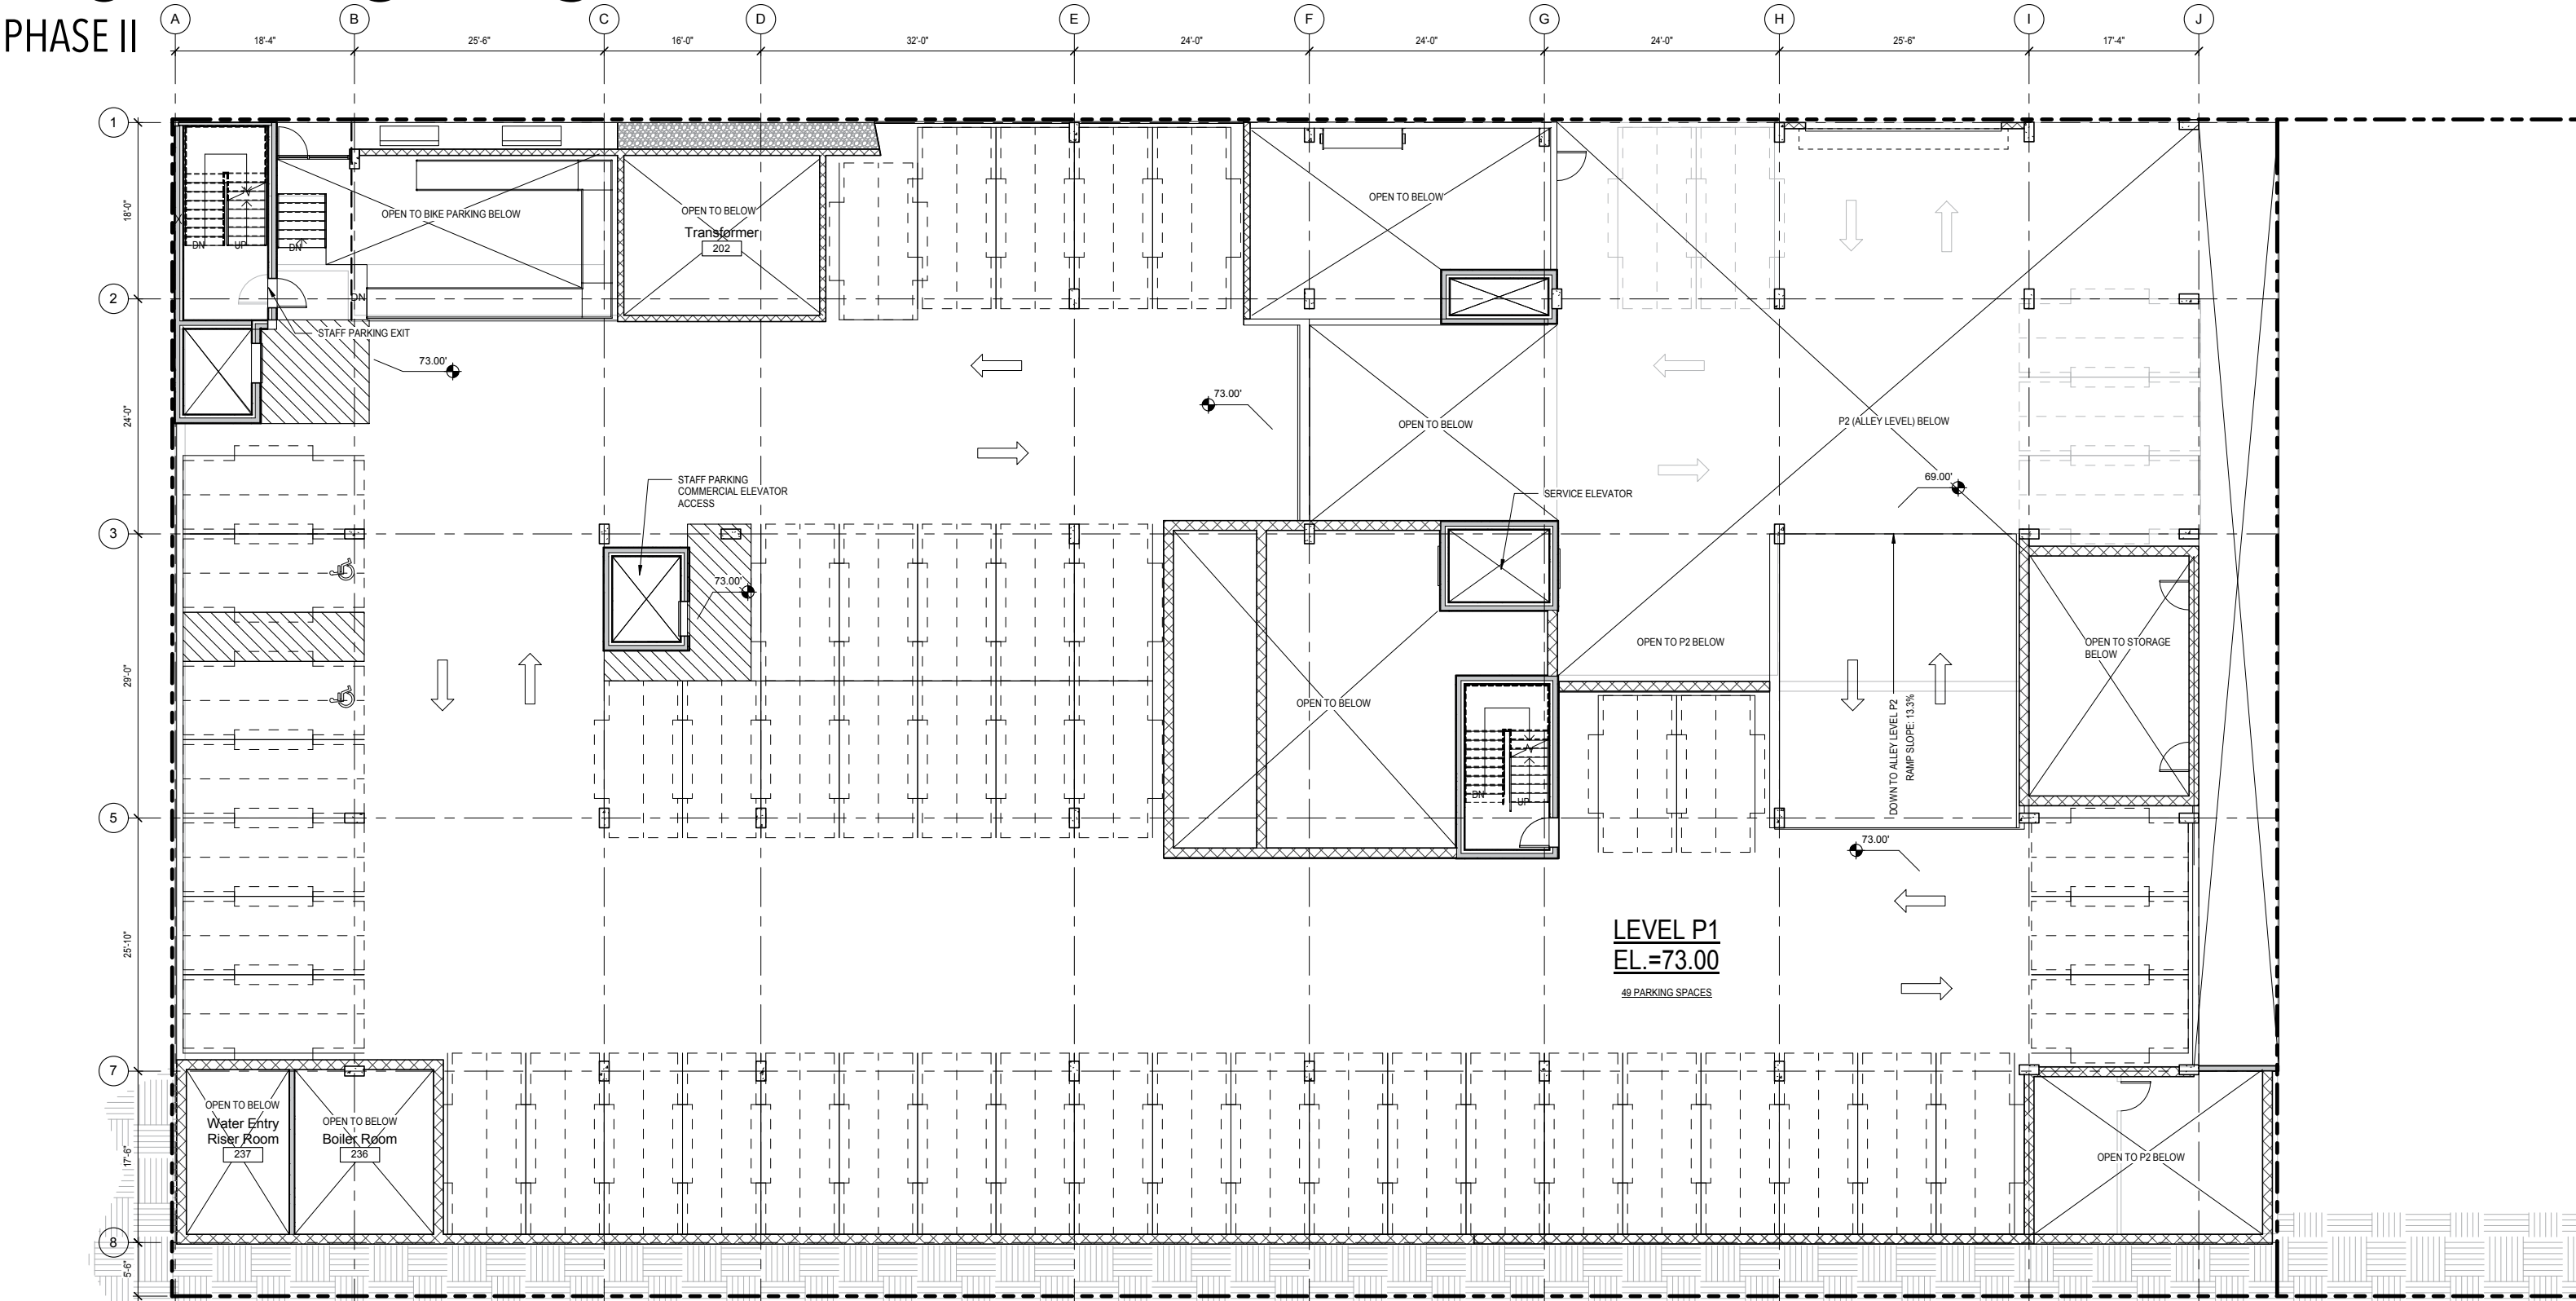 PHASE II
A
B
C
D
E
F
G
H
I
J
18'-4"
25'-6"
16'-0"
32'-0"
24'-0"
24'-0"
24'-0"
25'-6"
17'-4"
1
18'-0"
OPEN TO BIKE PARKING BELOW
OPEN TO BELOW
Transformer
202
OPEN TO BELOW
DN
UP
DN
2
DN
STAFF PARKING EXIT
73.00'
24'-0"
73.00'
OPEN TO BELOW
P2 (ALLEY LEVEL) BELOW
STAFF PARKING
COMMERCIAL ELEVATOR
ACCESS
SERVICE ELEVATOR
69.00'
3
73.00'
29'-0"
OPEN TO P2 BELOW
OPEN TO STORAGE
BELOW
OPEN TO BELOW
DOWN TO ALLEY LEVEL P2
RAMP SLOPE: 13.3%
DN
UP
5
73.00'
LEVEL P1
EL.=73.00
49 PARKING SPACES
25'-10"
7
OPEN TO BELOW
Water Entry
Riser Room
237
OPEN TO BELOW
Boiler Room
236
17'-6"
OPEN TO P2 BELOW
8
5'-6"